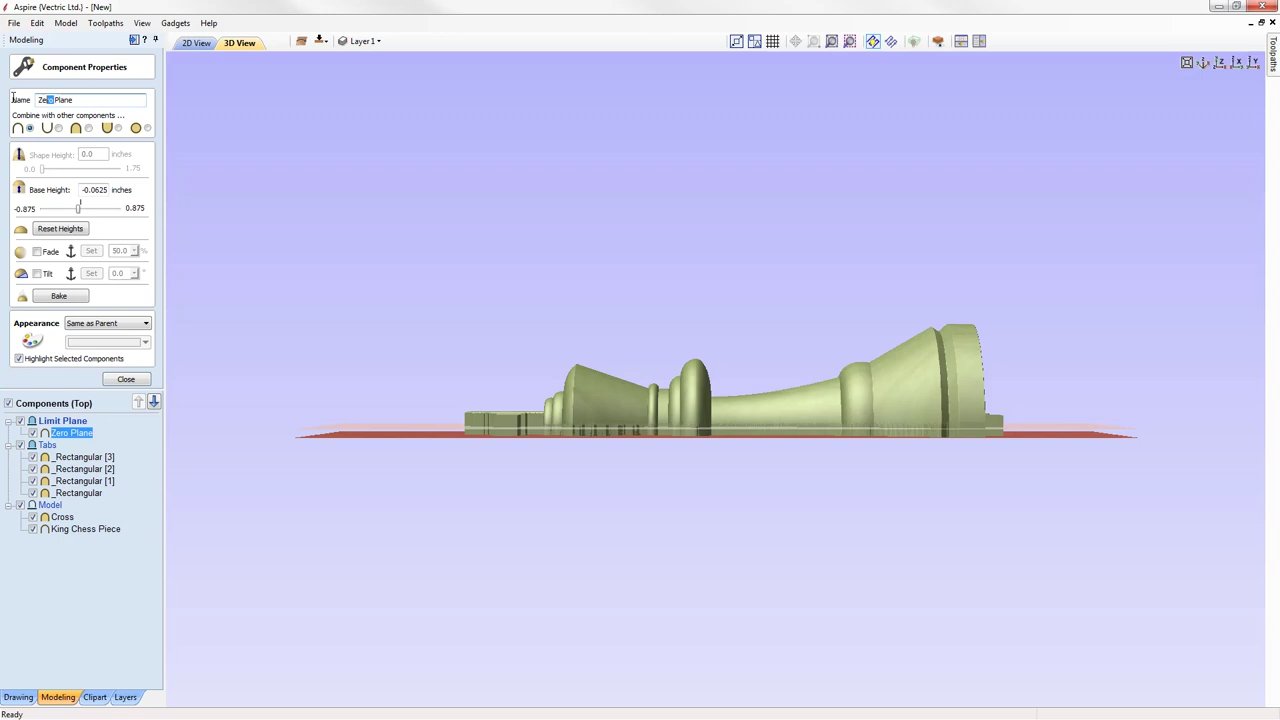 Aspire (Vectric Ltd.) - [New]
File Edit Model Toolpaths View Gadgets Help
Modeling ?
2D View 3D View Layer 1
Toolpaths
Component Properties
Name Zero Plane
Combine with other components ...
Shape Height: 0.0 inches
0.0 1.75
Base Height: -0.0625 inches
-0.875 0.875
Reset Heights
Fade Set 50.0 %
Tilt Set 0.0 °
Bake
Appearance Same as Parent
Highlight Selected Components
Close
Components (Top)
Limit Plane
Zero Plane
Tabs
_Rectangular [3]
_Rectangular [2]
_Rectangular [1]
_Rectangular
Model
Cross
King Chess Piece
Drawing Modeling Clipart Layers
Ready